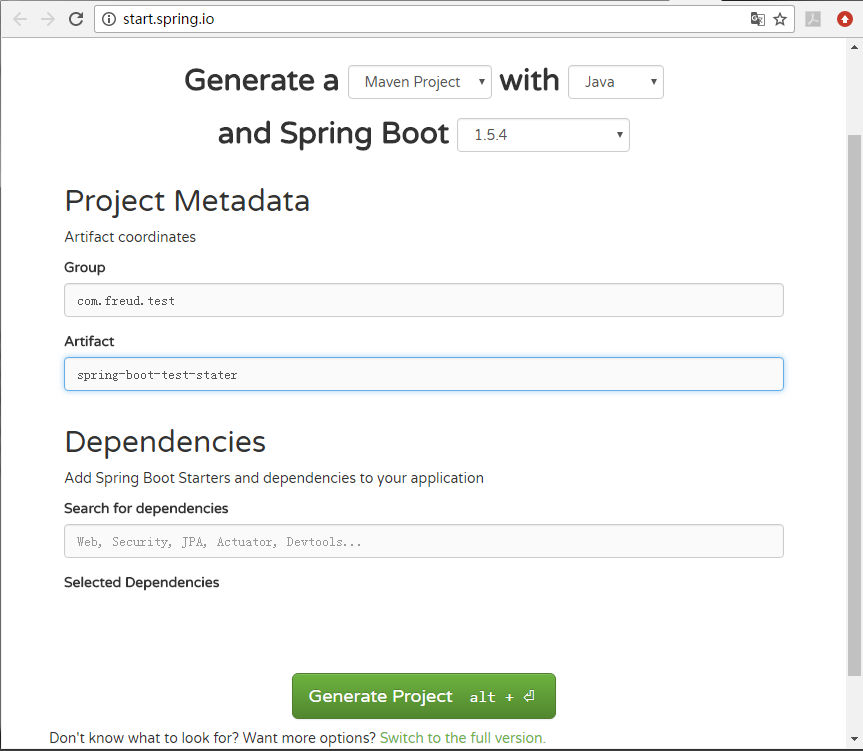 start.spring.io
Generate a Maven Project with Java
and Spring Boot 1.5.4
Project Metadata
Artifact coordinates
Group
com.freud.test
Artifact
spring-boot-test-stater
Dependencies
Add Spring Boot Starters and dependencies to your application
Search for dependencies
Web, Security, JPA, Actuator, Devtools...
Selected Dependencies
Generate Project alt + ⏎
Don't know what to look for? Want more options? Switch to the full version.